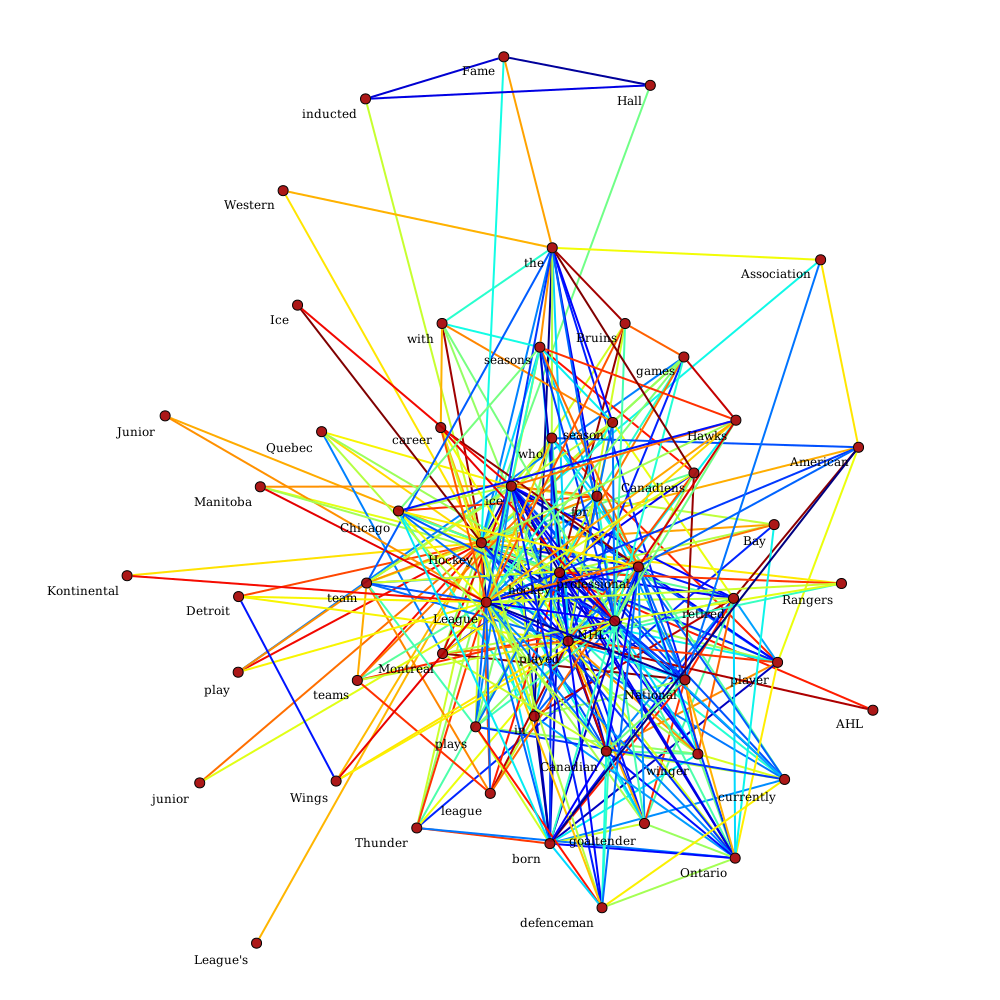 Fame
Hall
inducted
Western
the
Association
Ice
with
Bruins
seasons
games
Junior
Quebec
career
season
Hawks
who
American
Manitoba
Chicago
ice
for
Canadiens
Bay
Hockey
Kontinental
Detroit
team
hockey
professional
Rangers
League
retired
NHL
play
teams
Montreal
played
National
player
AHL
plays
in
Canadian
winger
currently
junior
Wings
league
Thunder
born
goaltender
Ontario
defenceman
League's